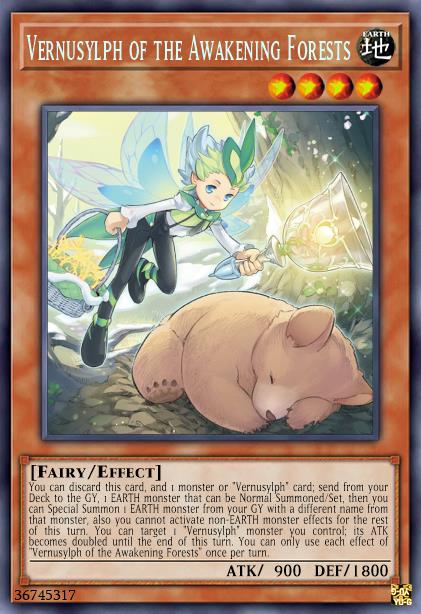 Vernusylph of the Awakening Forests
EARTH
地
[Fairy/Effect]
You can discard this card, and 1 monster or "Vernusylph" card; send from
your Deck to the GY, 1 EARTH monster that can be Normal Summoned/Set, then you
can Special Summon 1 EARTH monster from your GY with a different name from
that monster, also you cannot activate non-EARTH monster effects for the rest
of this turn. You can target 1 "Vernusylph" monster you control; its ATK
becomes doubled until the end of this turn. You can only use each effect of
"Vernusylph of the Awakening Forests" once per turn.
ATK/ 900 DEF/1800
36745317